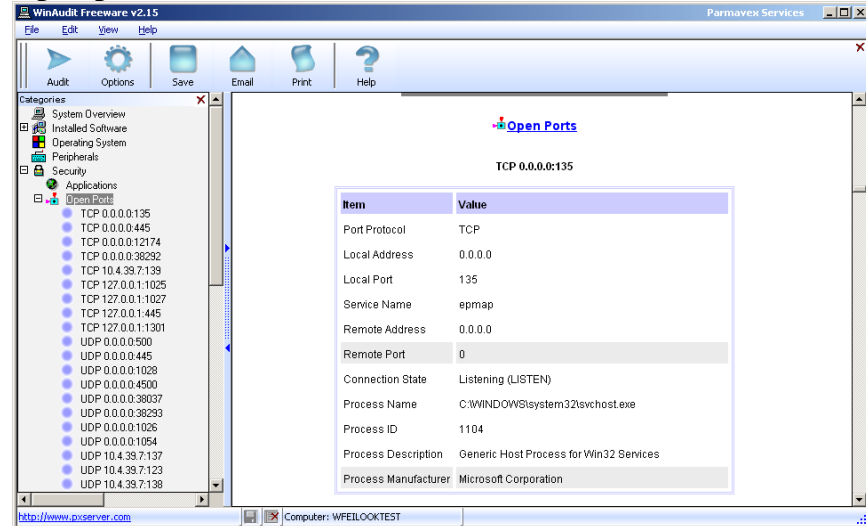 WinAudit Freeware v2.15 Parmavex Services
File Edit View Help
Audit Options Save Email Print Help
Categories
System Overview
Installed Software
Operating System
Peripherals
Security
Applications
Open Ports
TCP 0.0.0.0:135
TCP 0.0.0.0:445
TCP 0.0.0.0:12174
TCP 0.0.0.0:38292
TCP 10.4.39.7:139
TCP 127.0.0.1:1025
TCP 127.0.0.1:1027
TCP 127.0.0.1:445
TCP 127.0.0.1:1301
UDP 0.0.0.0:500
UDP 0.0.0.0:445
UDP 0.0.0.0:1028
UDP 0.0.0.0:4500
UDP 0.0.0.0:38037
UDP 0.0.0.0:38293
UDP 0.0.0.0:1026
UDP 0.0.0.0:1054
UDP 10.4.39.7:137
UDP 10.4.39.7:123
UDP 10.4.39.7:138
Open Ports
TCP 0.0.0.0:135
Item Value
Port Protocol TCP
Local Address 0.0.0.0
Local Port 135
Service Name epmap
Remote Address 0.0.0.0
Remote Port 0
Connection State Listening (LISTEN)
Process Name C:\WINDOWS\system32\svchost.exe
Process ID 1104
Process Description Generic Host Process for Win32 Services
Process Manufacturer Microsoft Corporation
http://www.pxserver.com Computer: WFEILOOKTEST